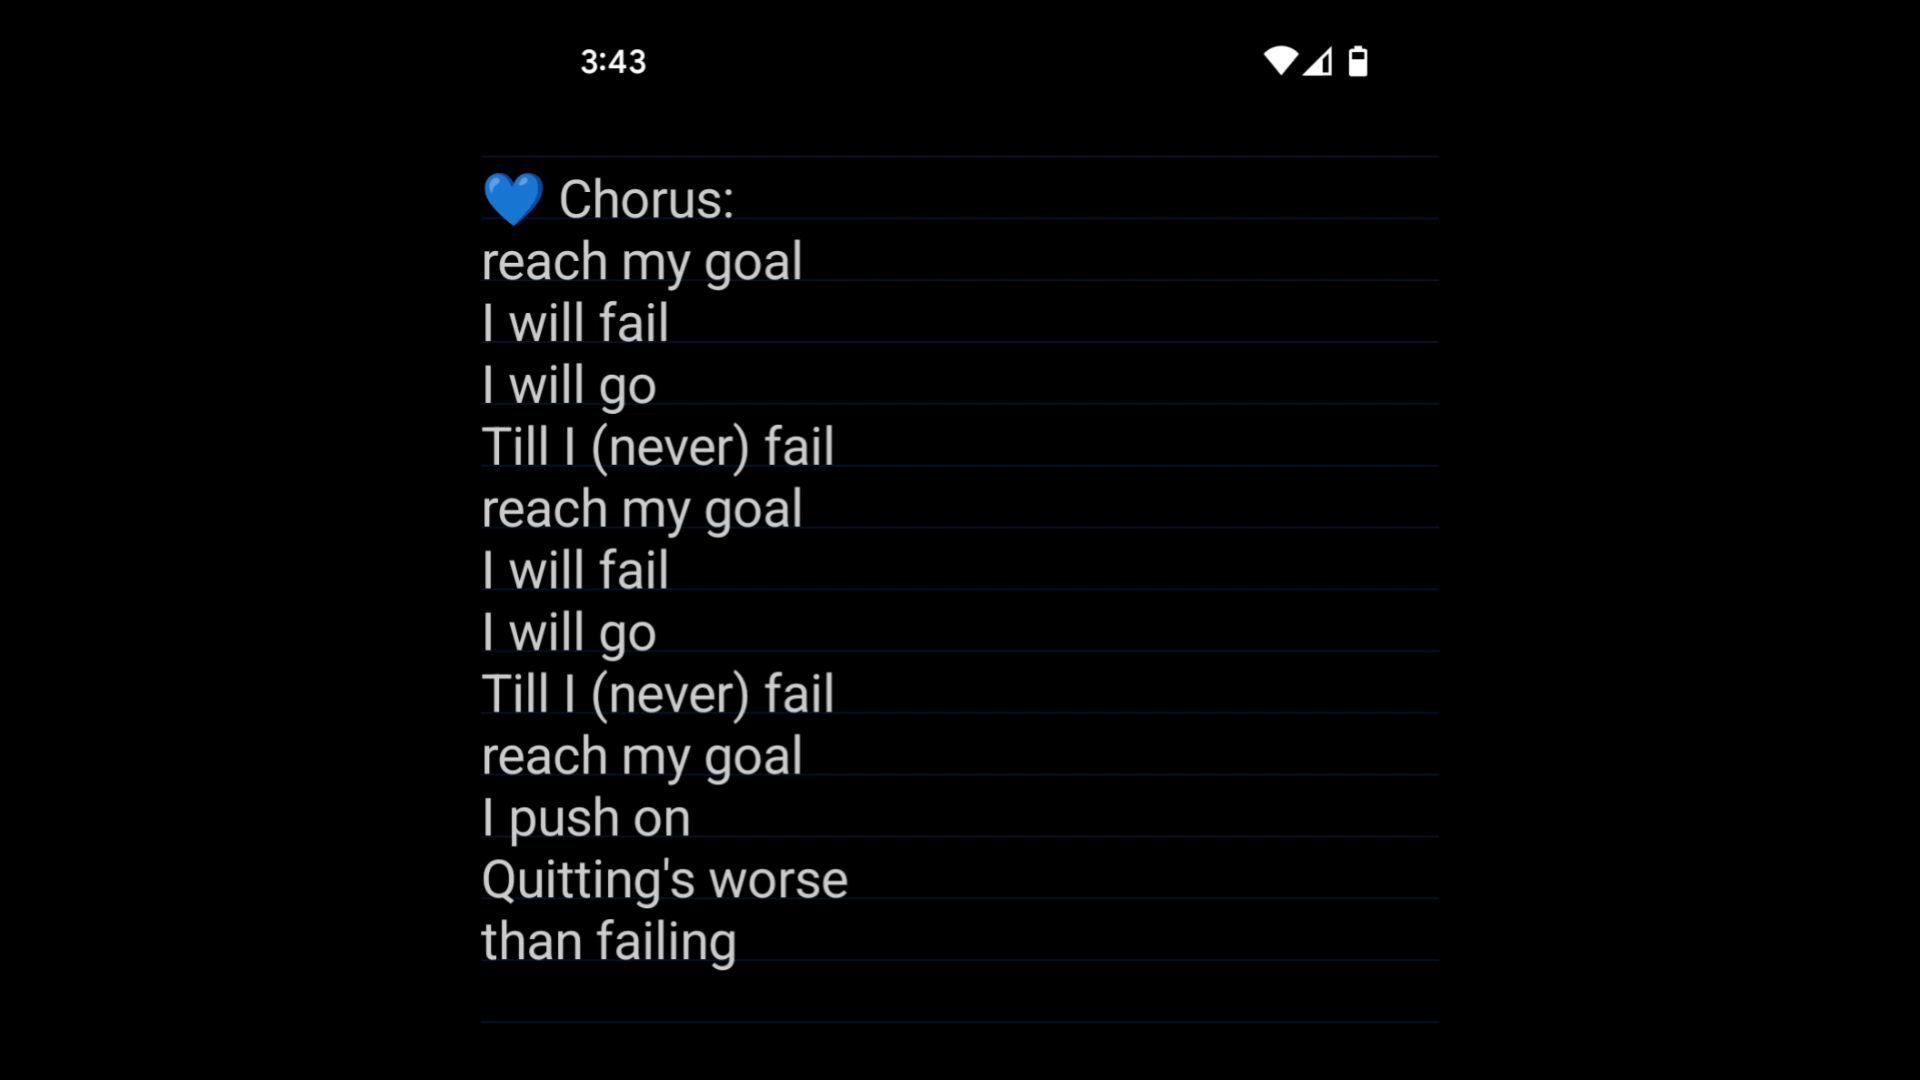 3:43
💙 Chorus:
reach my goal
I will fail
I will go
Till I (never) fail
reach my goal
I will fail
I will go
Till I (never) fail
reach my goal
I push on
Quitting's worse
than failing